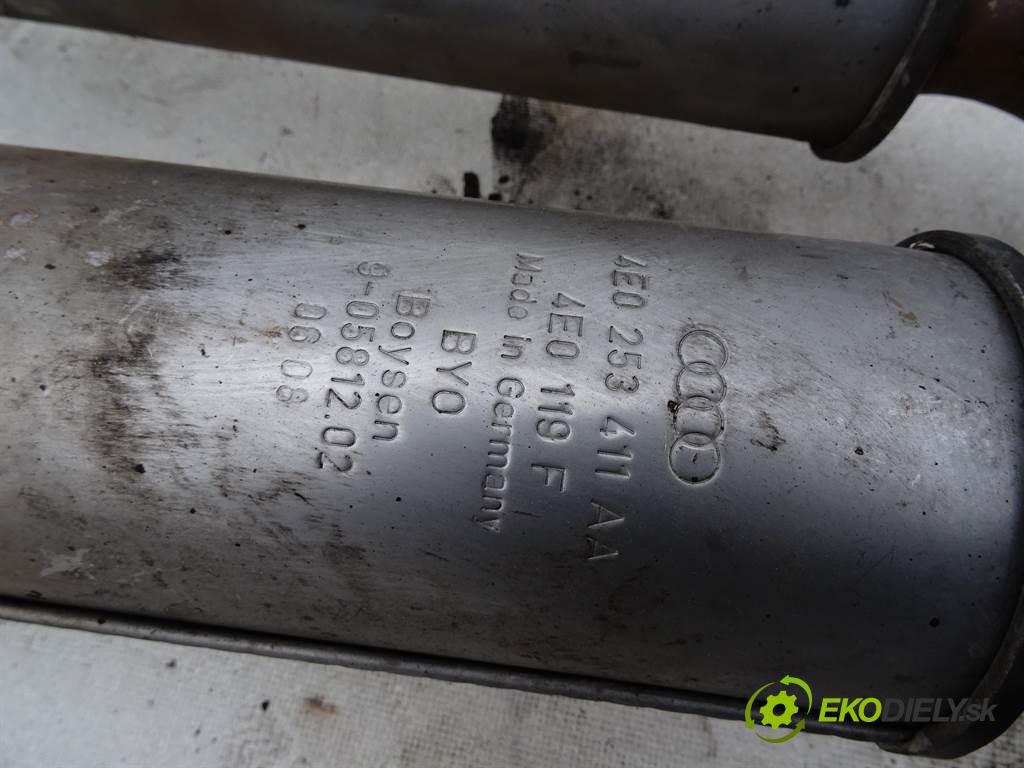 4E0 253 411 AA
4E0 119 F
Made in Germany
BYO
Boysen
9-05812.02
06 08
EKODIELY.sk